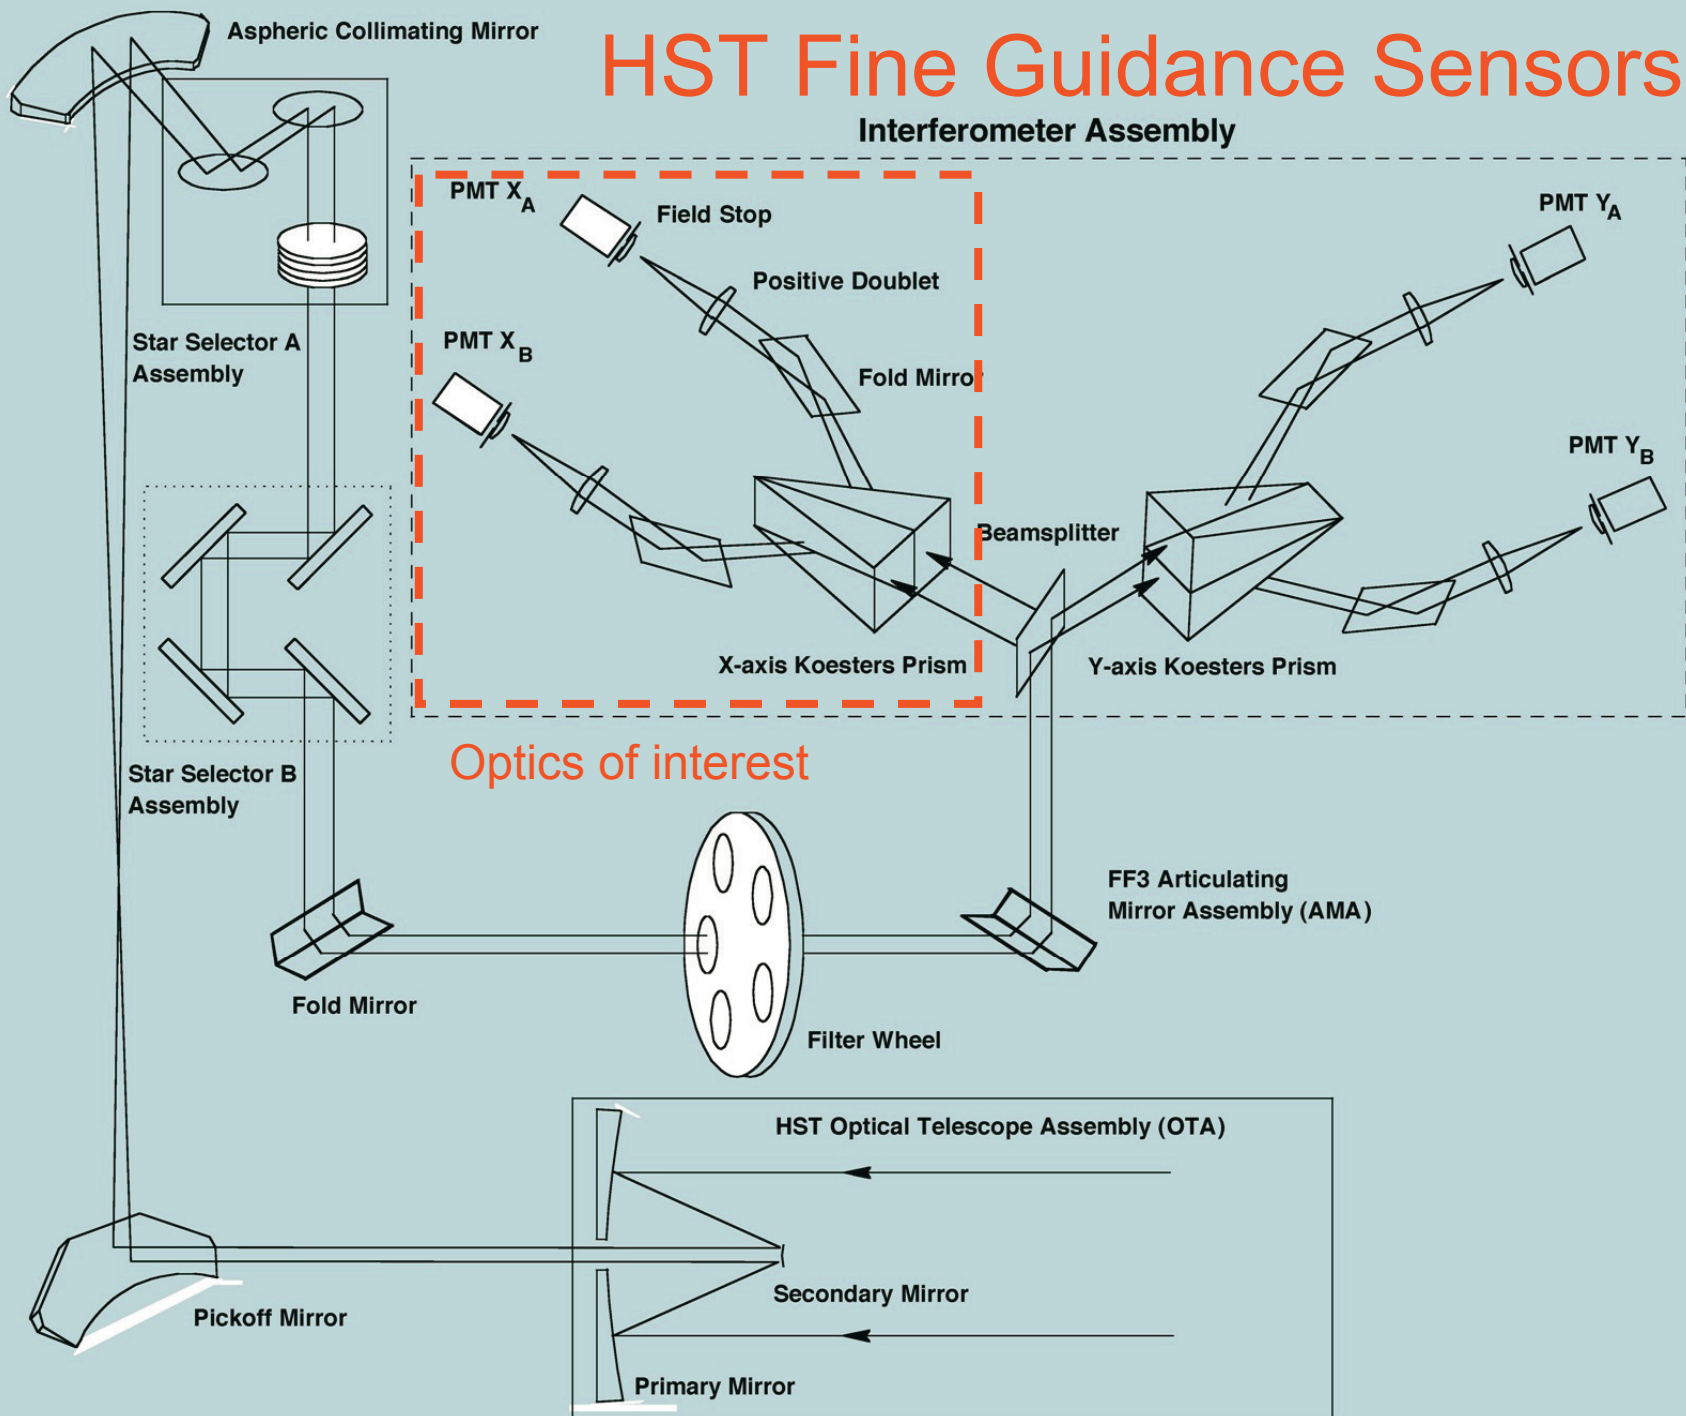 Aspheric Collimating Mirror
HST Fine Guidance Sensors
Interferometer Assembly
PMT XA
Field Stop
PMT YA
Positive Doublet
Star Selector A
Assembly
PMT XB
Fold Mirror
PMT YB
Beamsplitter
X-axis Koesters Prism
Y-axis Koesters Prism
Optics of interest
Star Selector B
Assembly
FF3 Articulating
Mirror Assembly (AMA)
Fold Mirror
Filter Wheel
HST Optical Telescope Assembly (OTA)
Secondary Mirror
Pickoff Mirror
Primary Mirror